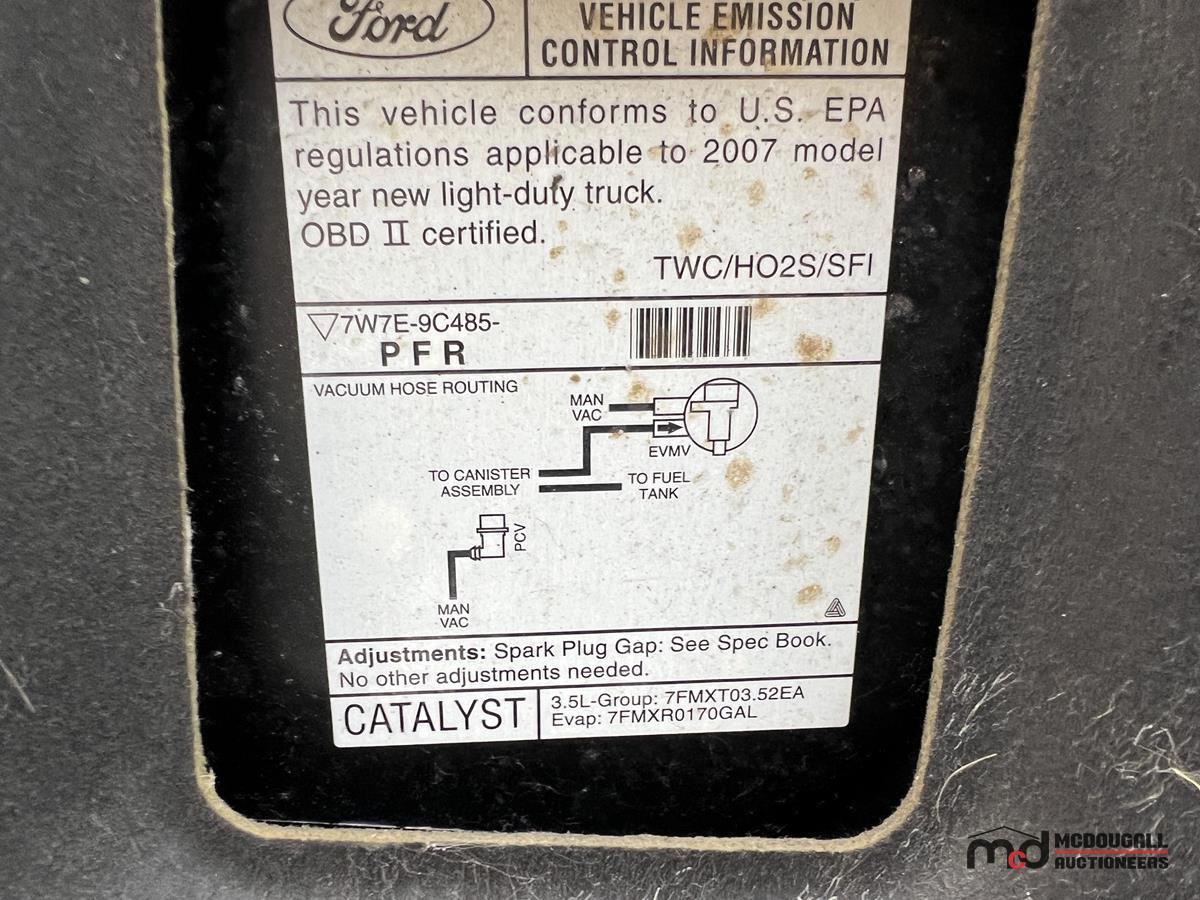 Ford
VEHICLE EMISSION
CONTROL INFORMATION
This vehicle conforms to U.S. EPA
regulations applicable to 2007 model
year new light-duty truck.
OBD II certified.
TWC/HO2S/SFI
7W7E-9C485-
PFR
VACUUM HOSE ROUTING
MAN
VAC
EVMV
TO CANISTER
ASSEMBLY
TO FUEL
TANK
PCV
MAN
VAC
Adjustments: Spark Plug Gap: See Spec Book.
No other adjustments needed.
CATALYST
3.5L-Group: 7FMXT03.52EA
Evap: 7FMXR0170GAL
mcd
MCDOUGALL
AUCTIONEERS